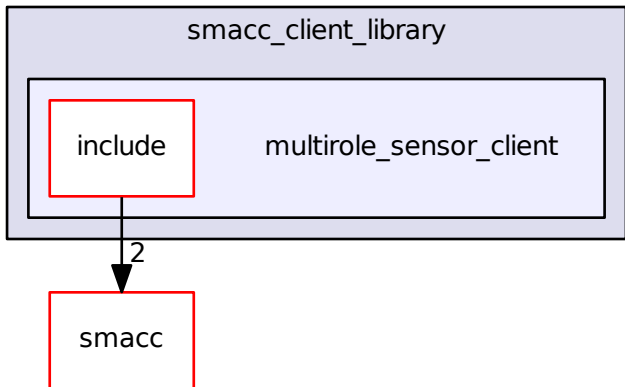 smacc_client_library
include
multirole_sensor_client
2
smacc